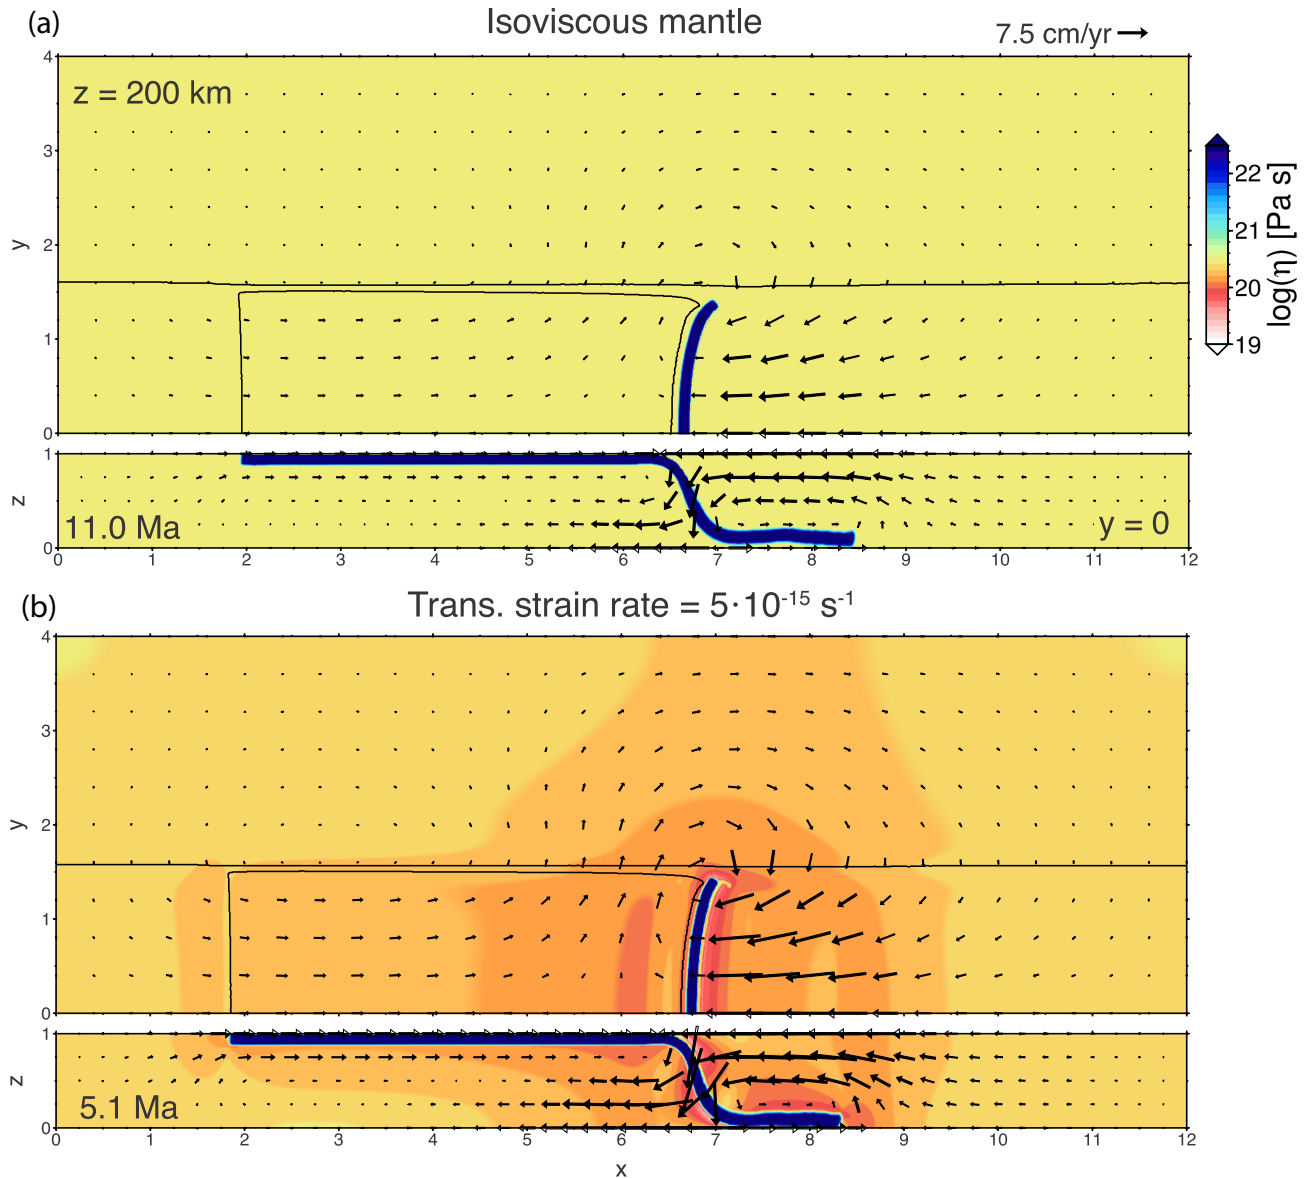 (a)
Isoviscous mantle
7.5 cm/yr
z = 200 km
4
3
2
1
0
y
22
21
20
19
log(η) [Pa s]
1
0
z
11.0 Ma
y = 0
0 1 2 3 4 5 6 7 8 9 10 11 12
(b)
Trans. strain rate = 5·10-15 s-1
4
3
2
1
0
y
1
0
z
5.1 Ma
0 1 2 3 4 5 6 7 8 9 10 11 12
x